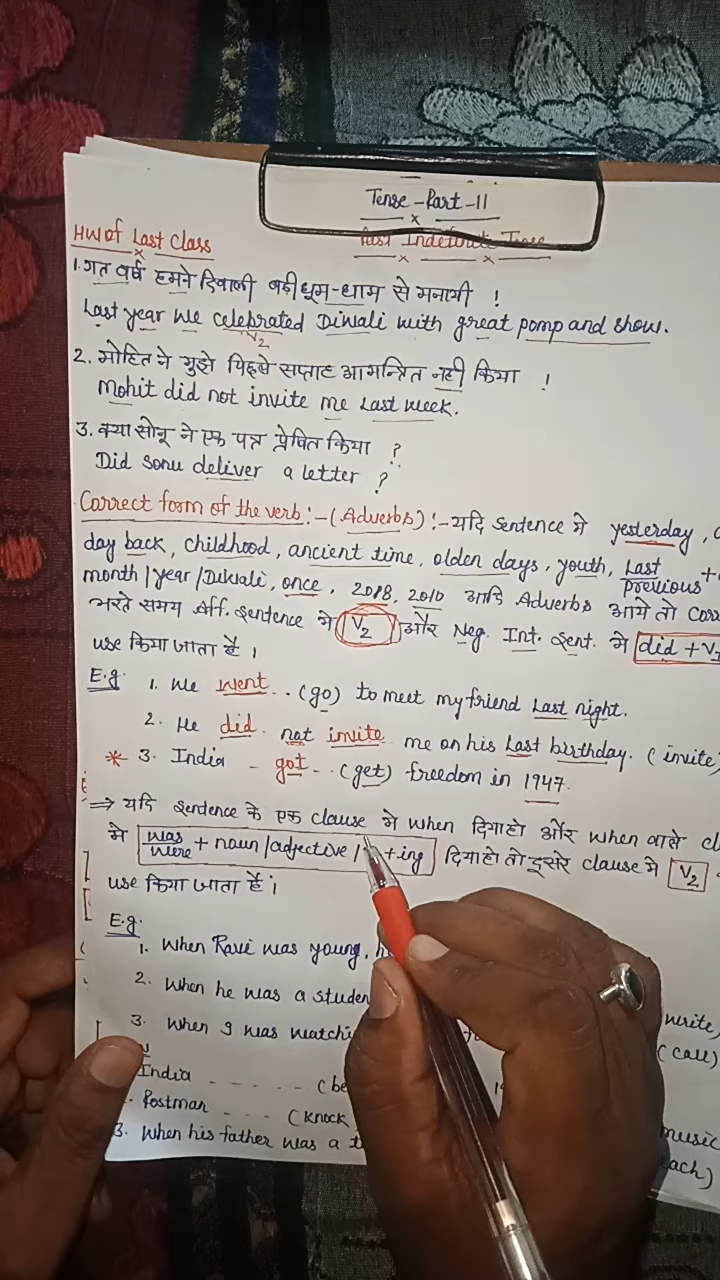 Tense-Part-II
HW of Last Class
Past Indefinite Tense
1. गत वर्ष हमने दिवाली बड़ी धूम-धाम से मनायी !
Last year we celebrated Diwali with great pomp and show.
V2
2. मोहित ने मुझे पिछले सप्ताह आमन्त्रित नही किया !
Mohit did not invite me last week.
3. क्या सोनू ने एक पत्र प्रेषित किया ?
Did sonu deliver a letter ?
Correct form of the verb:-(Adverbs):-यदि sentence मे yesterday,
day back, childhood, ancient time, olden days, youth, Last
Previous
month/year/Diwali, once, 2018, 2010 आदि Adverbs आये तो
भरते समय Aff. sentence मे V2 और Neg. Int. Sent. मे did + V1
use किया जाता है ।
E.g. 1. We went .. (go) to meet my friend last night.
2. He did not invite me on his last birthday. (invite)
* 3. India - got .. (get) freedom in 1947.
⇒ यदि sentence के एक clause मे when दिया हो और when वाले
मे was/were + noun/adjective/ +ing दिया हो तो दूसरे clause मे V2
use किया जाता है ।
E.g.
1. When Ravi was young,
2. When he was a
write)
3. When I was
(call)
India ------
Postman ---- (knock
music
3. When his father was a